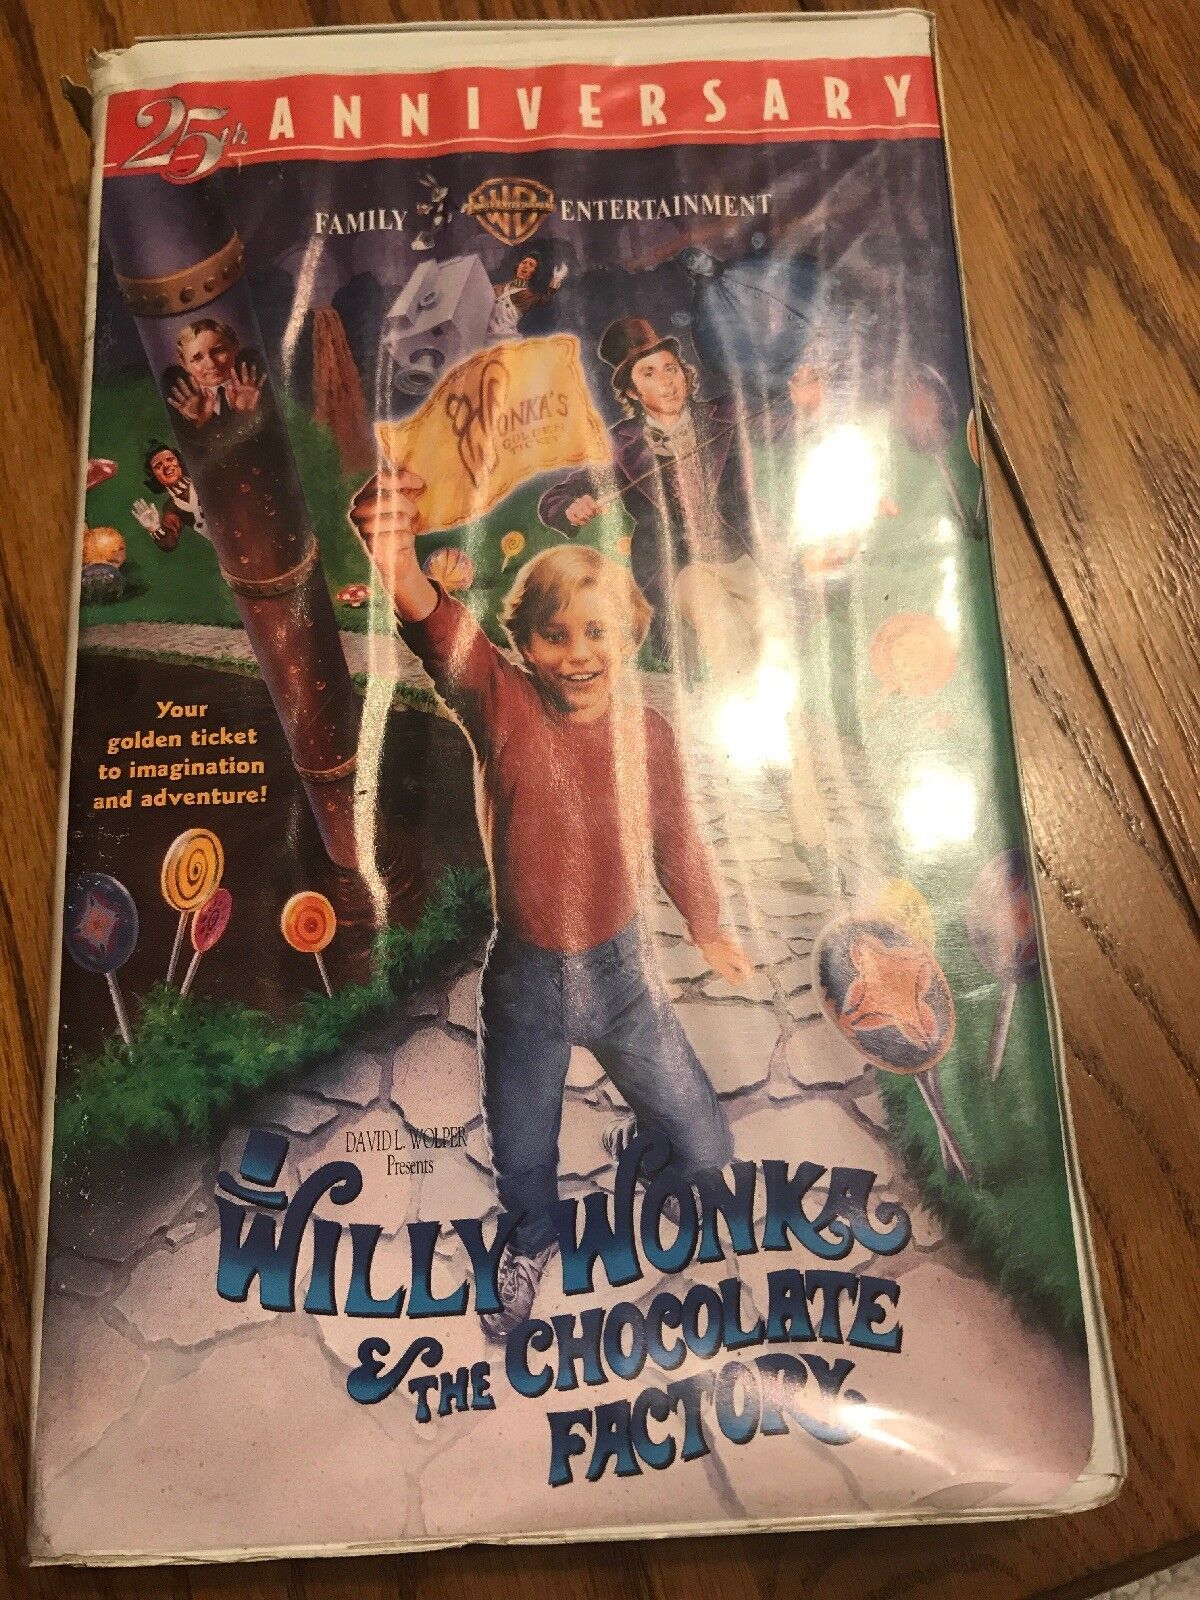 25th ANNIVERSARY
FAMILY WB ENTERTAINMENT
WONKA'S
GOLDEN
TICKET
Your
golden ticket
to imagination
and adventure!
DAVID L. WOLPER
Presents
WILLY WONKA
& THE CHOCOLATE
FACTORY